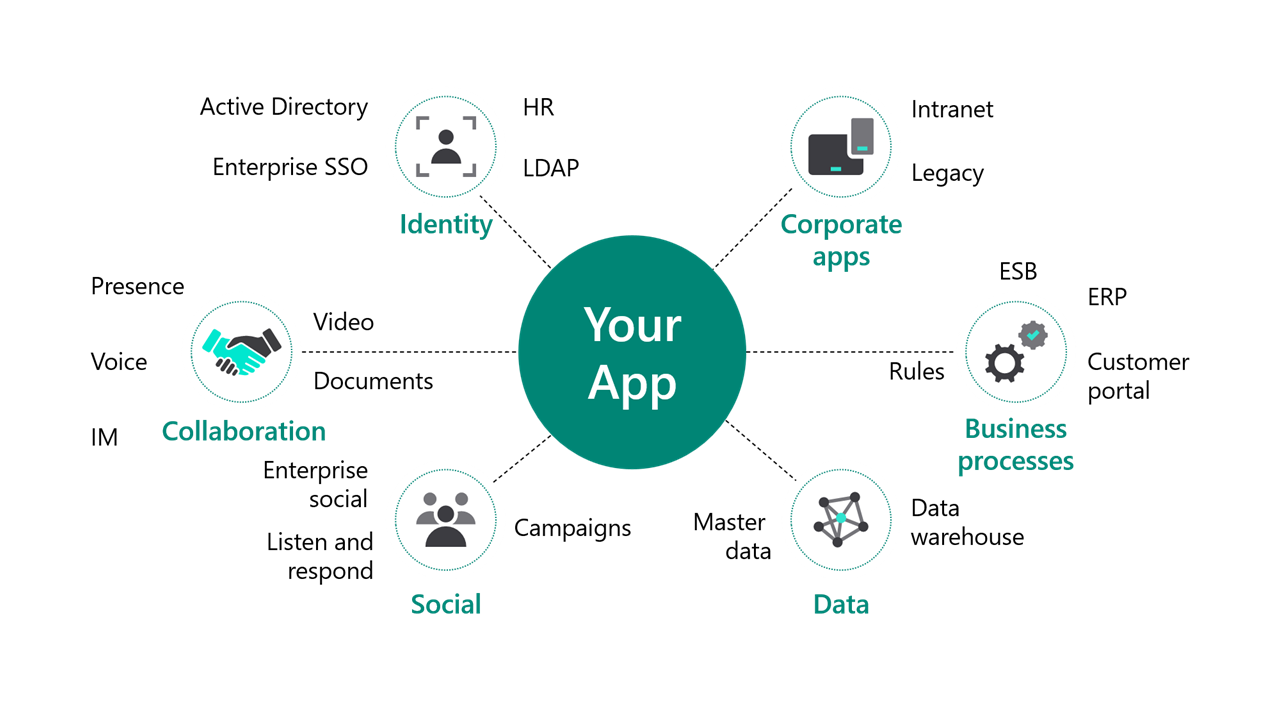 Active Directory
HR
Enterprise SSO
LDAP
Identity
Intranet
Legacy
Corporate
apps
Presence
Video
Voice
Documents
IM
Collaboration
Your
App
ESB
ERP
Rules
Customer
portal
Business
processes
Enterprise
social
Listen and
respond
Campaigns
Social
Master
data
Data
warehouse
Data